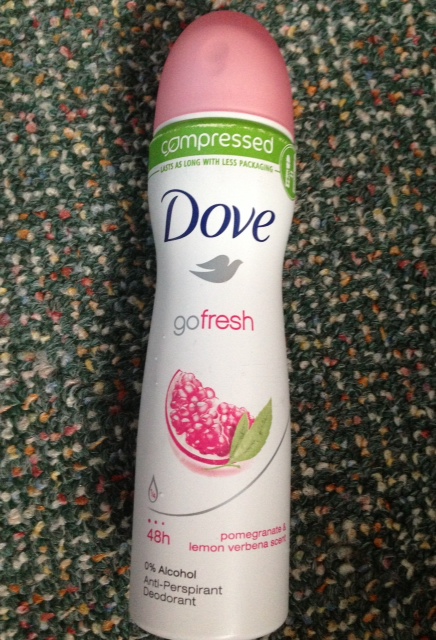 compressed
LASTS AS LONG WITH LESS PACKAGING
Dove
gofresh
48h
pomegranate &
lemon verbena scent
0% Alcohol
Anti-Perspirant
Deodorant